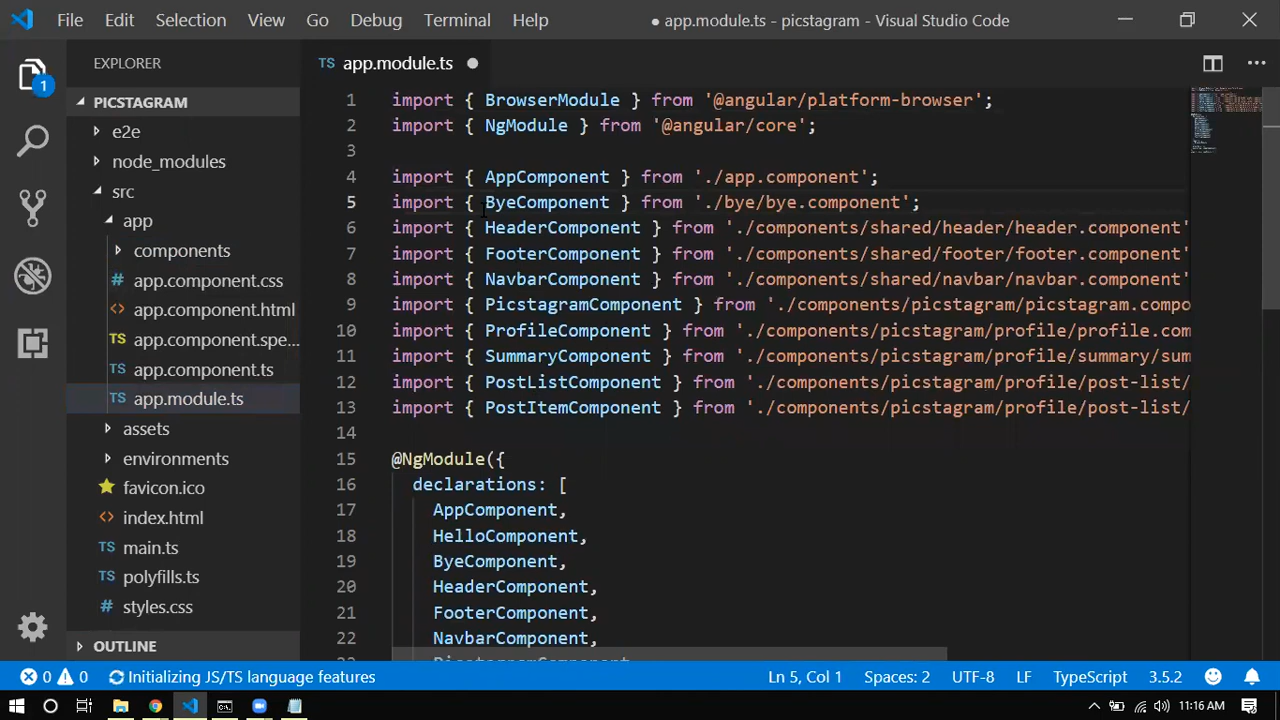 File Edit Selection View Go Debug Terminal Help ● app.module.ts - picstagram - Visual Studio Code
EXPLORER
TS app.module.ts
1
PICSTAGRAM
e2e
node_modules
src
app
components
# app.component.css
<> app.component.html
TS app.component.spe...
TS app.component.ts
TS app.module.ts
assets
environments
favicon.ico
<> index.html
TS main.ts
TS polyfills.ts
# styles.css
OUTLINE
1 import { BrowserModule } from '@angular/platform-browser';
2 import { NgModule } from '@angular/core';
3
4 import { AppComponent } from './app.component';
5 import { ByeComponent } from './bye/bye.component';
6 import { HeaderComponent } from './components/shared/header/header.component'
7 import { FooterComponent } from './components/shared/footer/footer.component'
8 import { NavbarComponent } from './components/shared/navbar/navbar.component'
9 import { PicstagramComponent } from './components/picstagram/picstagram.compo
10 import { ProfileComponent } from './components/picstagram/profile/profile.com
11 import { SummaryComponent } from './components/picstagram/profile/summary/sum
12 import { PostListComponent } from './components/picstagram/profile/post-list/
13 import { PostItemComponent } from './components/picstagram/profile/post-list/
14
15 @NgModule({
16 declarations: [
17 AppComponent,
18 HelloComponent,
19 ByeComponent,
20 HeaderComponent,
21 FooterComponent,
22 NavbarComponent,
0 0 Initializing JS/TS language features Ln 5, Col 1 Spaces: 2 UTF-8 LF TypeScript 3.5.2
11:16 AM